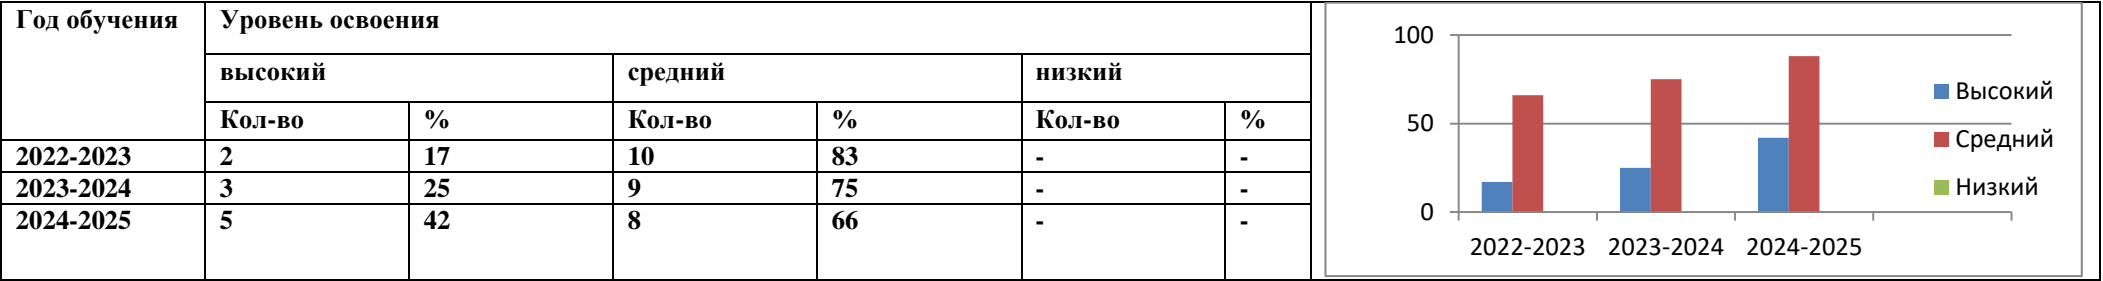 Год обучения Уровень освоения
высокий средний низкий
Кол-во % Кол-во % Кол-во %
2022-2023 2 17 10 83 - -
2023-2024 3 25 9 75 - -
2024-2025 5 42 8 66 - -
100
50
0
2022-2023 2023-2024 2024-2025
Высокий
Средний
Низкий